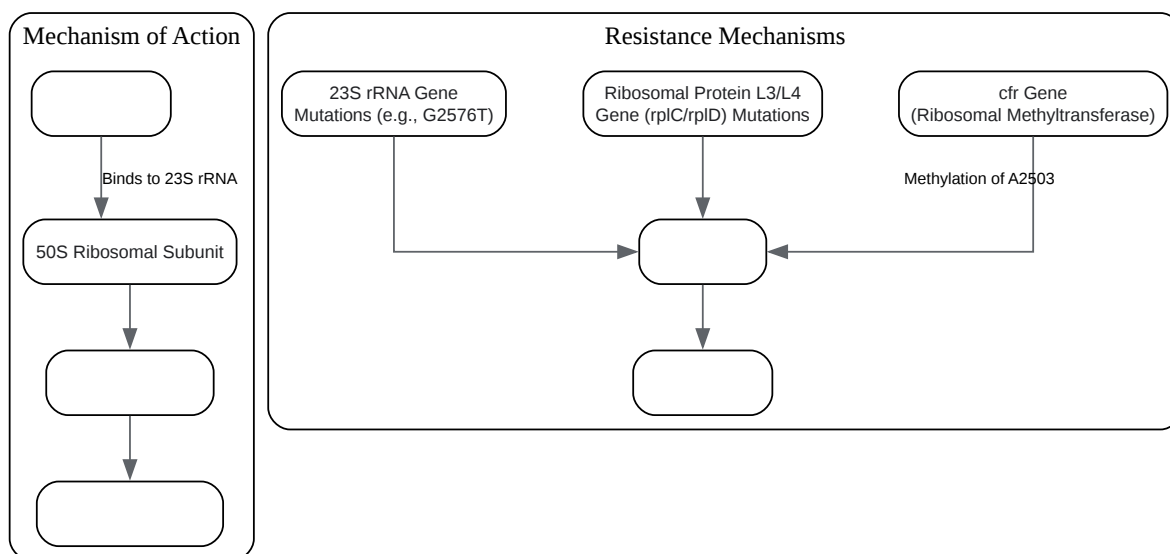 Mechanism of Action
Binds to 23S rRNA
50S Ribosomal Subunit
Resistance Mechanisms
23S rRNA Gene
Mutations (e.g., G2576T)
Ribosomal Protein L3/L4
Gene (rplC/rplD) Mutations
cfr Gene
(Ribosomal Methyltransferase)
Methylation of A2503